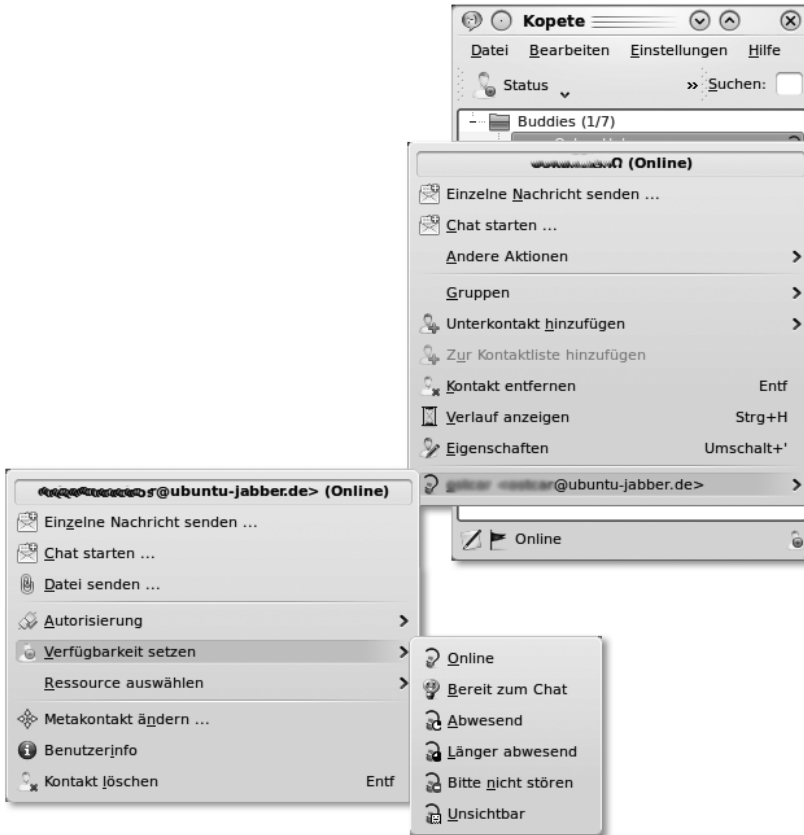 Kopete
Datei Bearbeiten Einstellungen Hilfe
Status » Suchen:
Buddies (1/7)
(Online)
Einzelne Nachricht senden ...
Chat starten ...
Andere Aktionen
Gruppen
Unterkontakt hinzufügen
Zur Kontaktliste hinzufügen
Kontakt entfernen Entf
Verlauf anzeigen Strg+H
Eigenschaften Umschalt+'
@ubuntu-jabber.de>
Online
@ubuntu-jabber.de> (Online)
Einzelne Nachricht senden ...
Chat starten ...
Datei senden ...
Autorisierung
Verfügbarkeit setzen
Ressource auswählen
Metakontakt ändern ...
Benutzerinfo
Kontakt löschen Entf
Online
Bereit zum Chat
Abwesend
Länger abwesend
Bitte nicht stören
Unsichtbar